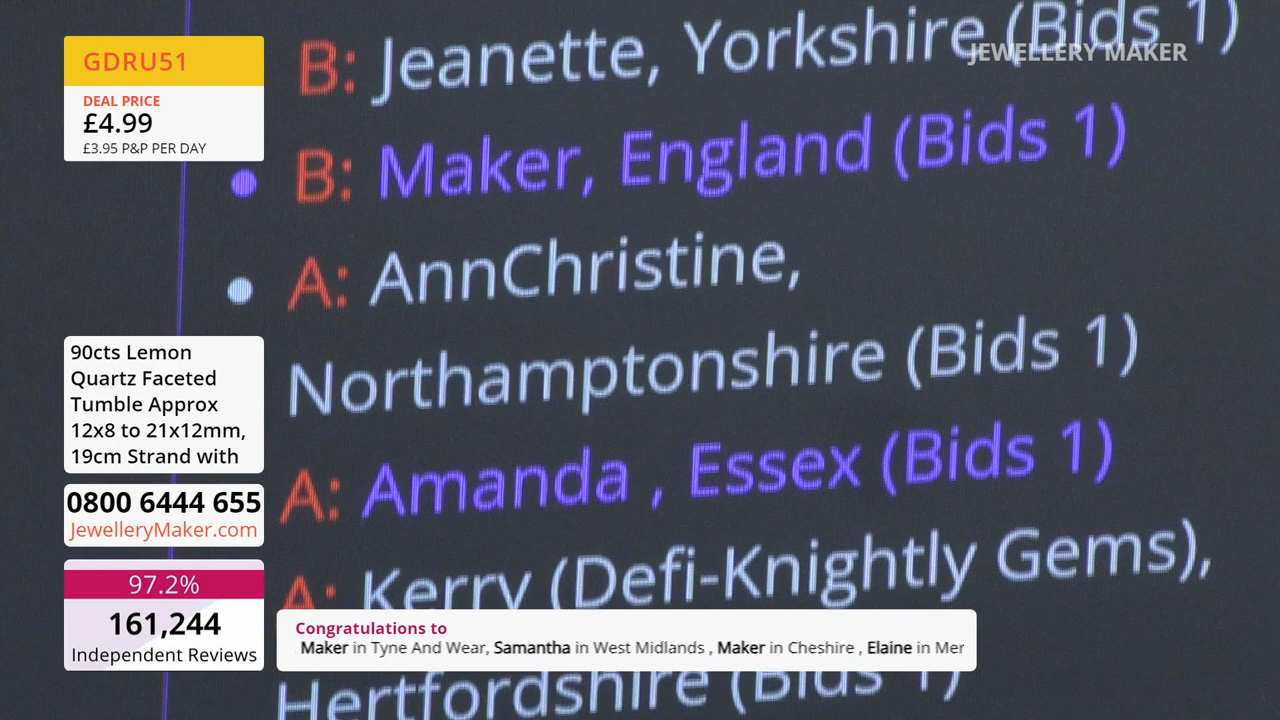 GDRU51
DEAL PRICE
£4.99
£3.95 P&P PER DAY
JEWELLERY MAKER
B: Jeanette, Yorkshire (Bids 1)
B: Maker, England (Bids 1)
A: AnnChristine,
Northamptonshire (Bids 1)
A: Amanda , Essex (Bids 1)
A: Kerry (Defi-Knightly Gems),
Hertfordshire (Bids 1)
90cts Lemon
Quartz Faceted
Tumble Approx
12x8 to 21x12mm,
19cm Strand with
0800 6444 655
JewelleryMaker.com
97.2%
161,244
Independent Reviews
Congratulations to
Maker in Tyne And Wear, Samantha in West Midlands , Maker in Cheshire , Elaine in Mer